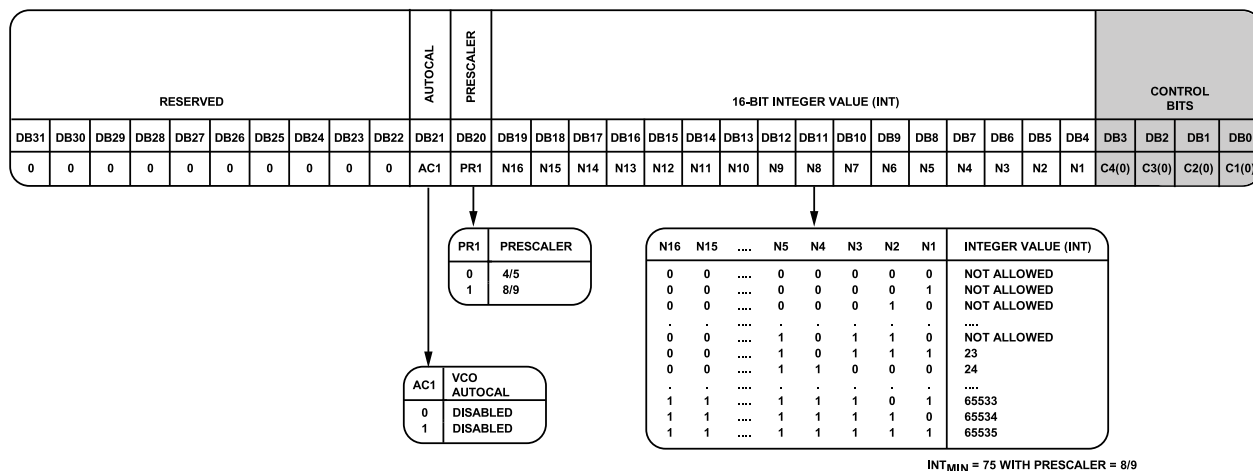 RESERVED
AUTOCAL
PRESCALER
16-BIT INTEGER VALUE (INT)
CONTROL
BITS
DB31 DB30 DB29 DB28 DB27 DB26 DB25 DB24 DB23 DB22 DB21 DB20 DB19 DB18 DB17 DB16 DB15 DB14 DB13 DB12 DB11 DB10 DB9 DB8 DB7 DB6 DB5 DB4 DB3 DB2 DB1 DB0
0 0 0 0 0 0 0 0 0 0 AC1 PR1 N16 N15 N14 N13 N12 N11 N10 N9 N8 N7 N6 N5 N4 N3 N2 N1 C4(0) C3(0) C2(0) C1(0)
PR1 PRESCALER
0 4/5
1 8/9
AC1 VCO
AUTOCAL
0 DISABLED
1 DISABLED
N16 N15 .... N5 N4 N3 N2 N1 INTEGER VALUE (INT)
0 0 .... 0 0 0 0 0 NOT ALLOWED
0 0 .... 0 0 0 0 1 NOT ALLOWED
0 0 .... 0 0 0 1 0 NOT ALLOWED
. . .... . . . . . ....
0 0 .... 1 0 1 1 0 NOT ALLOWED
0 0 .... 1 0 1 1 1 23
0 0 .... 1 1 0 0 0 24
. . .... . . . . . ....
1 1 .... 1 1 1 0 1 65533
1 1 .... 1 1 1 1 0 65534
1 1 .... 1 1 1 1 1 65535
INTMIN = 75 WITH PRESCALER = 8/9